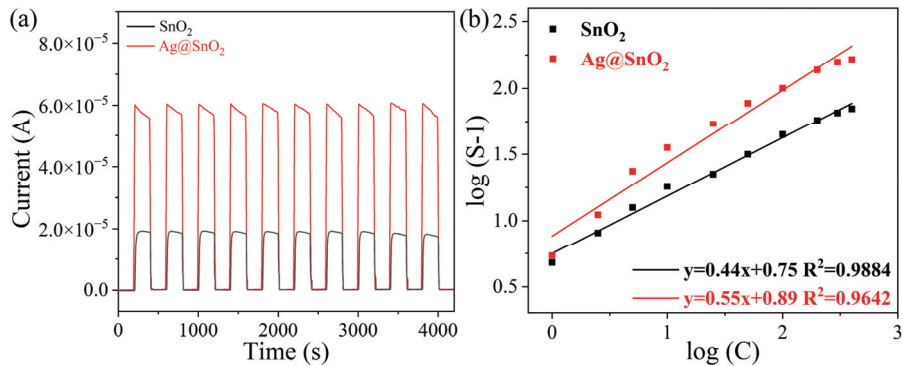 (a)
SnO₂
Ag@SnO₂
8.0×10⁻⁵
6.0×10⁻⁵
4.0×10⁻⁵
2.0×10⁻⁵
0.0
Current (A)
0 1000 2000 3000 4000
Time (s)
(b)
SnO₂
Ag@SnO₂
2.5
2.0
1.5
1.0
0.5
log (S-1)
y=0.44x+0.75 R²=0.9884
y=0.55x+0.89 R²=0.9642
0 1 2 3
log (C)